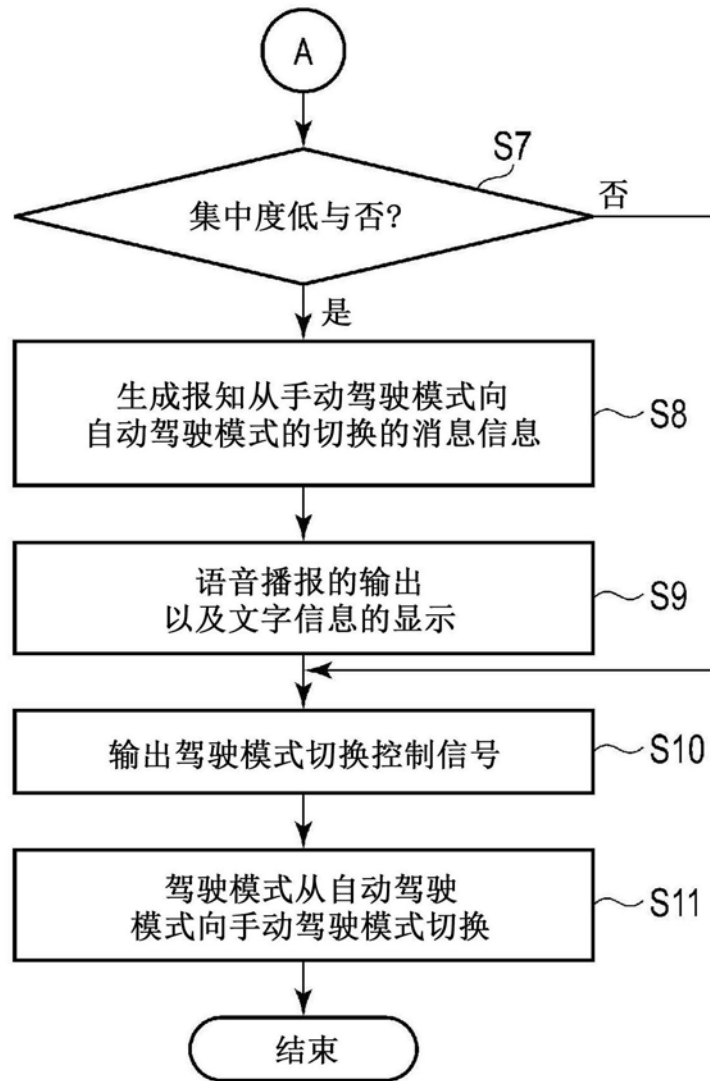 A
S7
集中度低与否?
否
是
生成报知从手动驾驶模式向
自动驾驶模式的切换的消息信息
S8
语音播报的输出
以及文字信息的显示
S9
输出驾驶模式切换控制信号
S10
驾驶模式从自动驾驶
模式向手动驾驶模式切换
S11
结束